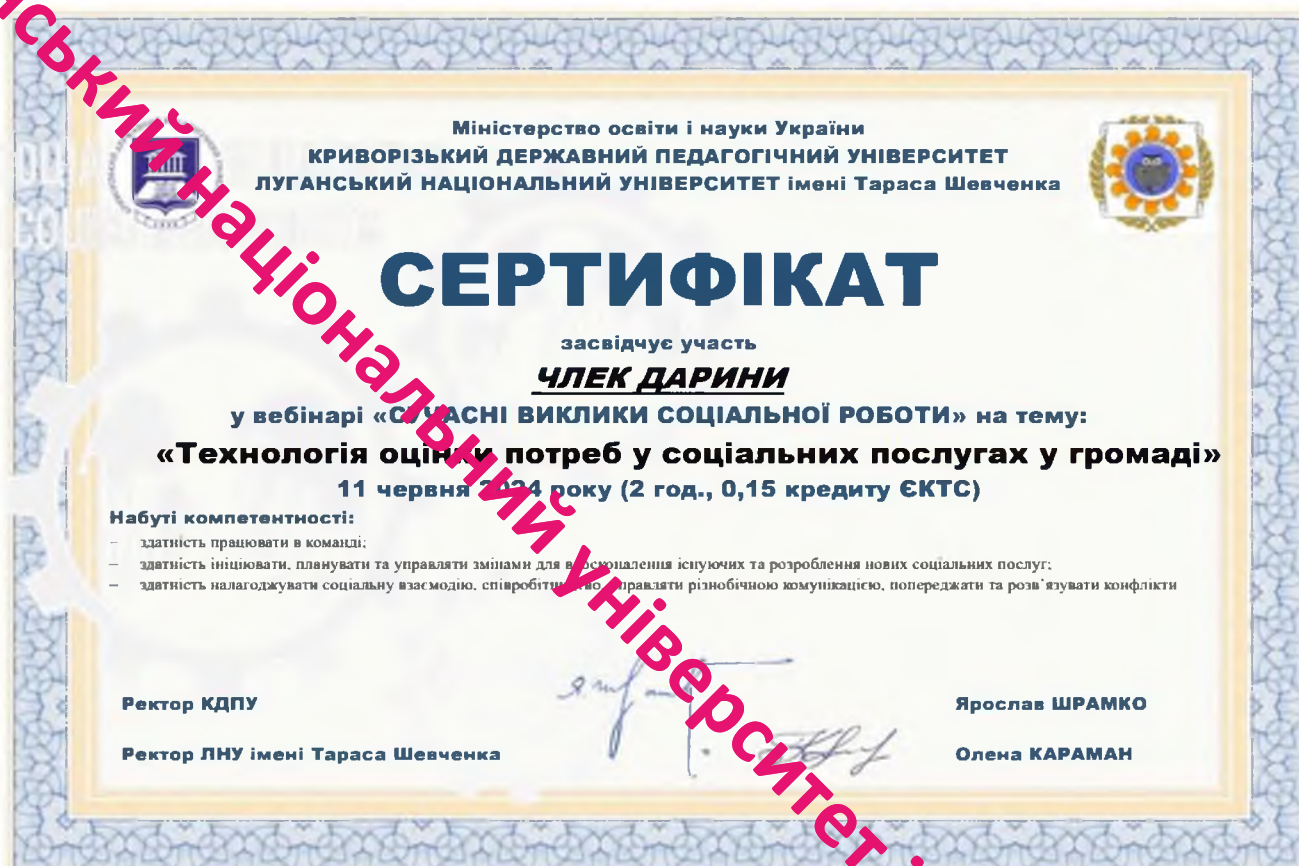 Міністерство освіти і науки України
КРИВОРІЗЬКИЙ ДЕРЖАВНИЙ ПЕДАГОГІЧНИЙ УНІВЕРСИТЕТ
ЛУГАНСЬКИЙ НАЦІОНАЛЬНИЙ УНІВЕРСИТЕТ імені Тараса Шевченка
СЕРТИФІКАТ
засвідчує участь
ЧЛЕК ДАРИНИ
у вебінарі «СУЧАСНІ ВИКЛИКИ СОЦІАЛЬНОЇ РОБОТИ» на тему:
«Технологія оцінки потреб у соціальних послугах у громаді»
11 червня 2024 року (2 год., 0,15 кредиту ЄКТС)
Набуті компетентності:
– здатність працювати в команді;
– здатність ініціювати, планувати та управляти змінами для вдосконалення існуючих та розроблення нових соціальних послуг;
– здатність налагоджувати соціальну взаємодію, співробітництво, управляти різнобічною комунікацією, попереджати та розв'язувати конфлікти
Ректор КДПУ Ярослав ШРАМКО
Ректор ЛНУ імені Тараса Шевченка Олена КАРАМАН
нський національний університет